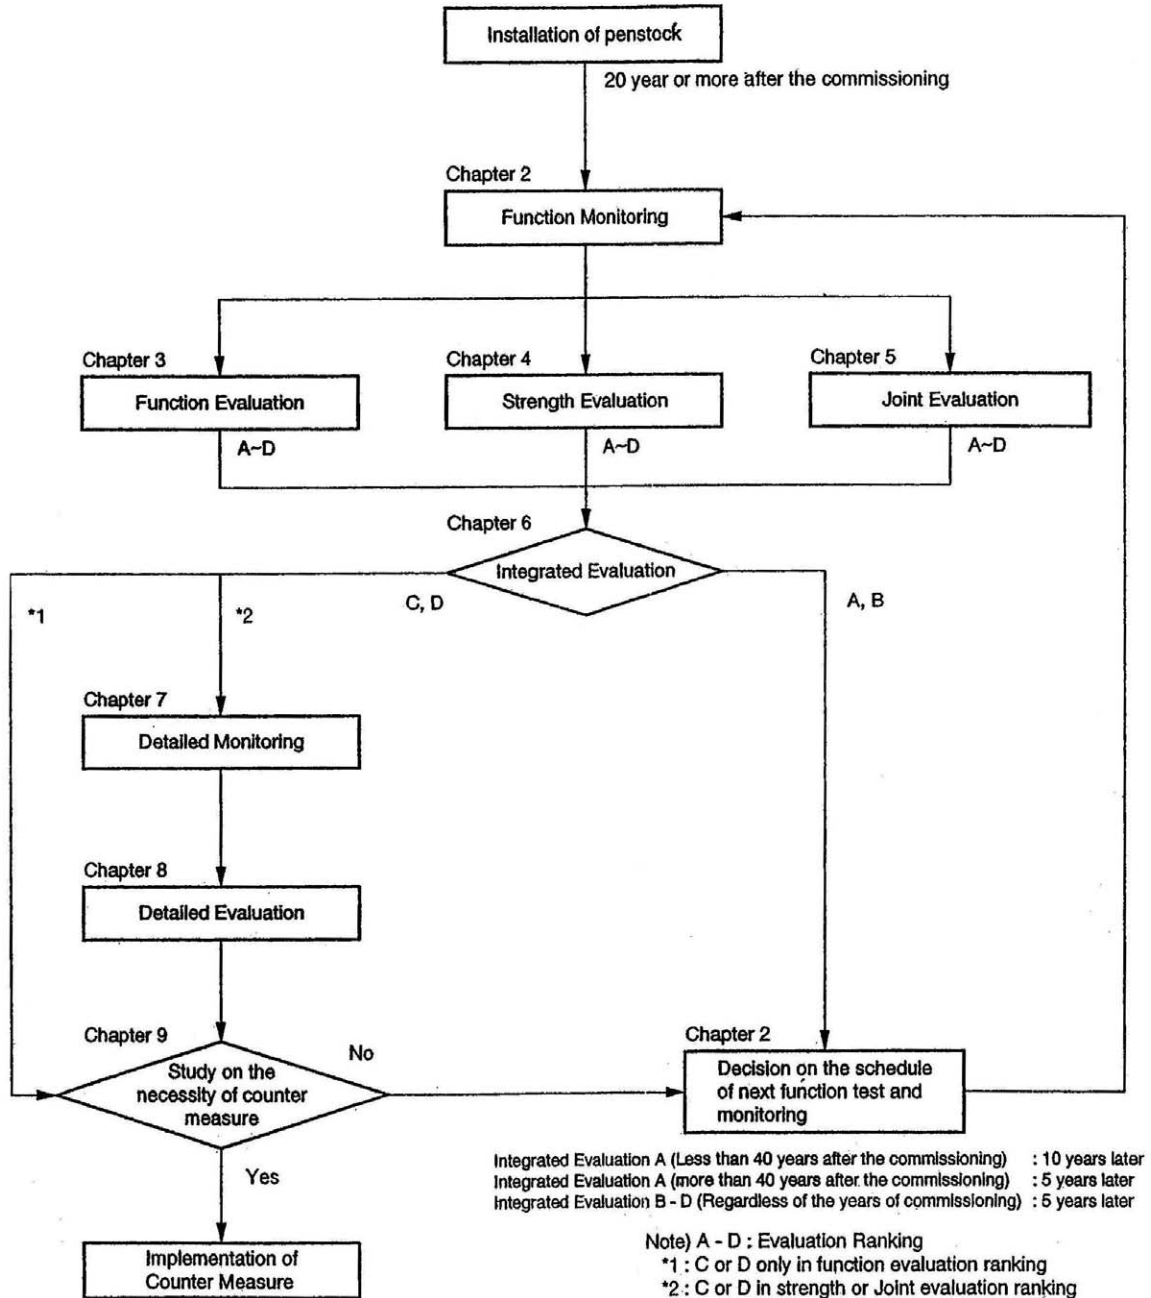 Installation of penstock
20 year or more after the commissioning
Chapter 2
Function Monitoring
Chapter 3
Chapter 4
Chapter 5
Function Evaluation
Strength Evaluation
Joint Evaluation
A~D
A~D
A~D
Chapter 6
Integrated Evaluation
*1
*2
C, D
A, B
Chapter 7
Detailed Monitoring
Chapter 8
Detailed Evaluation
Chapter 9
Study on the
necessity of counter
measure
No
Chapter 2
Decision on the schedule
of next function test and
monitoring
Yes
Implementation of
Counter Measure
Integrated Evaluation A (Less than 40 years after the commissioning) : 10 years later
Integrated Evaluation A (more than 40 years after the commissioning) : 5 years later
Integrated Evaluation B - D (Regardless of the years of commissioning) : 5 years later
Note) A - D : Evaluation Ranking
*1 : C or D only in function evaluation ranking
*2 : C or D in strength or Joint evaluation ranking